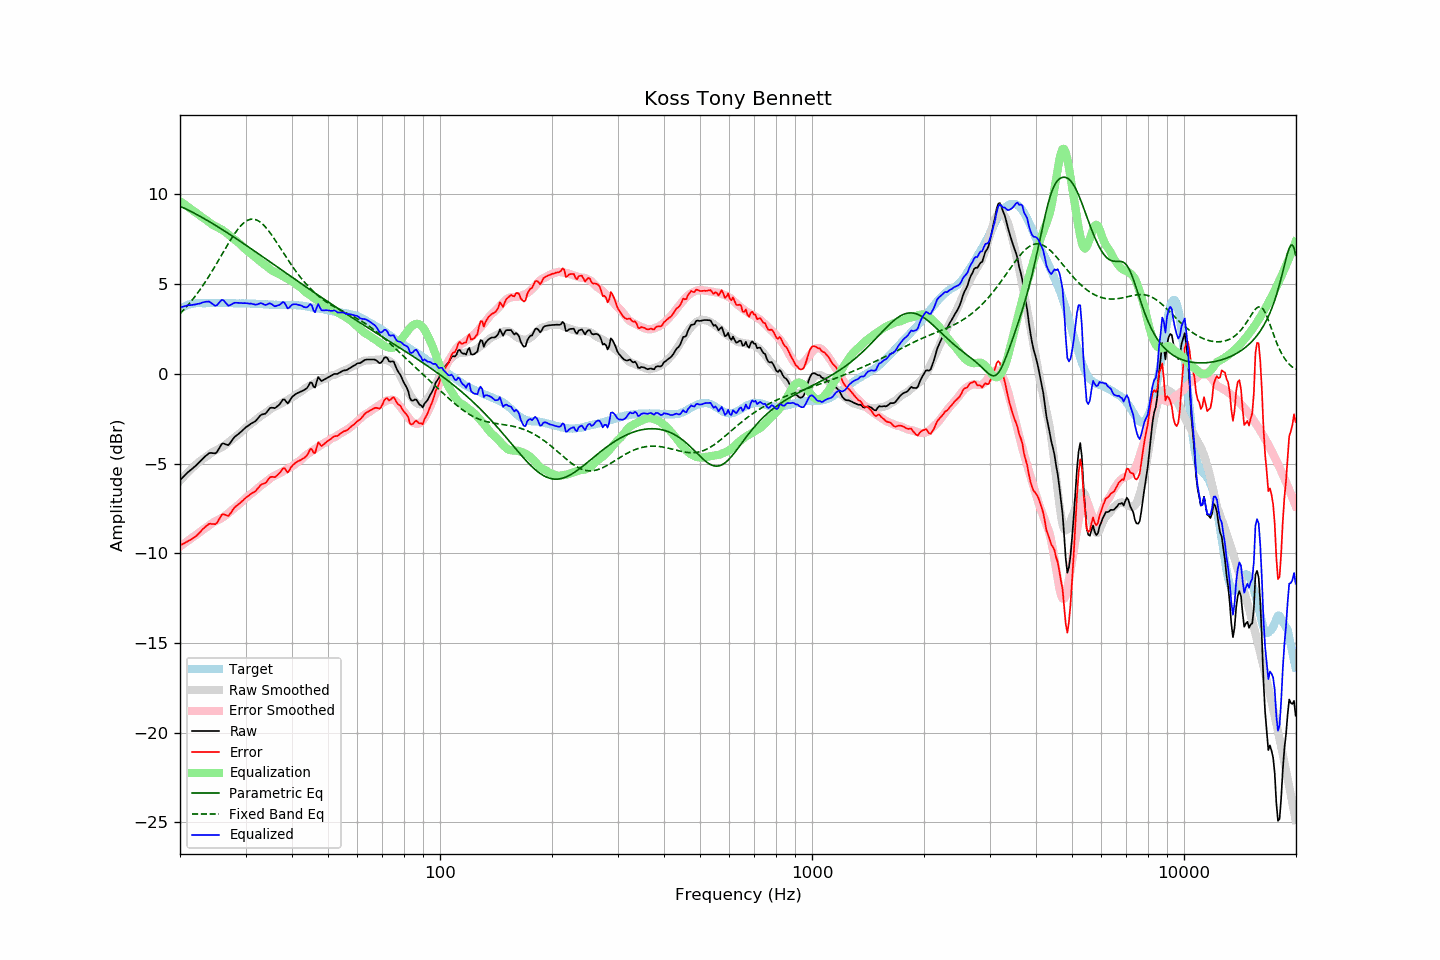 Koss Tony Bennett
Amplitude (dBr)
10
5
0
−5
−10
−15
−20
−25
Target
Raw Smoothed
Error Smoothed
Raw
Error
Equalization
Parametric Eq
Fixed Band Eq
Equalized
100
1000
10000
Frequency (Hz)